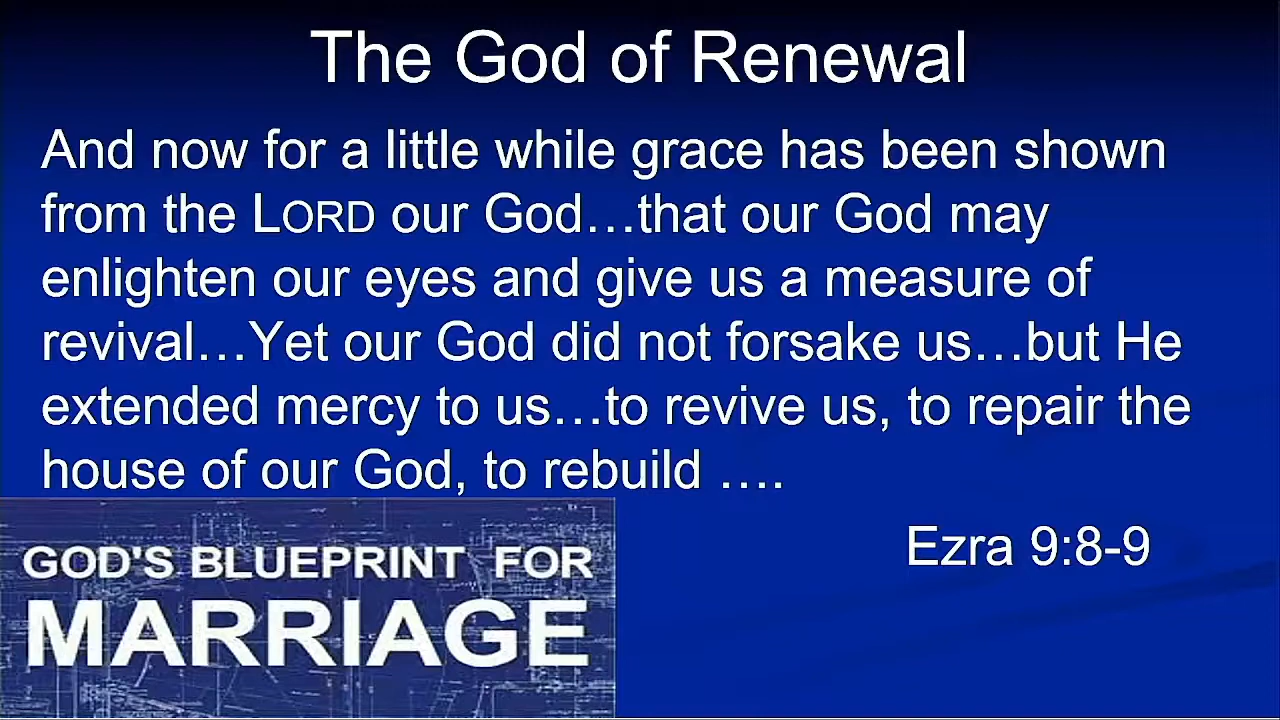 The God of Renewal
And now for a little while grace has been shown
from the LORD our God…that our God may
enlighten our eyes and give us a measure of
revival…Yet our God did not forsake us…but He
extended mercy to us…to revive us, to repair the
house of our God, to rebuild ….
Ezra 9:8-9
GOD'S BLUEPRINT FOR
MARRIAGE